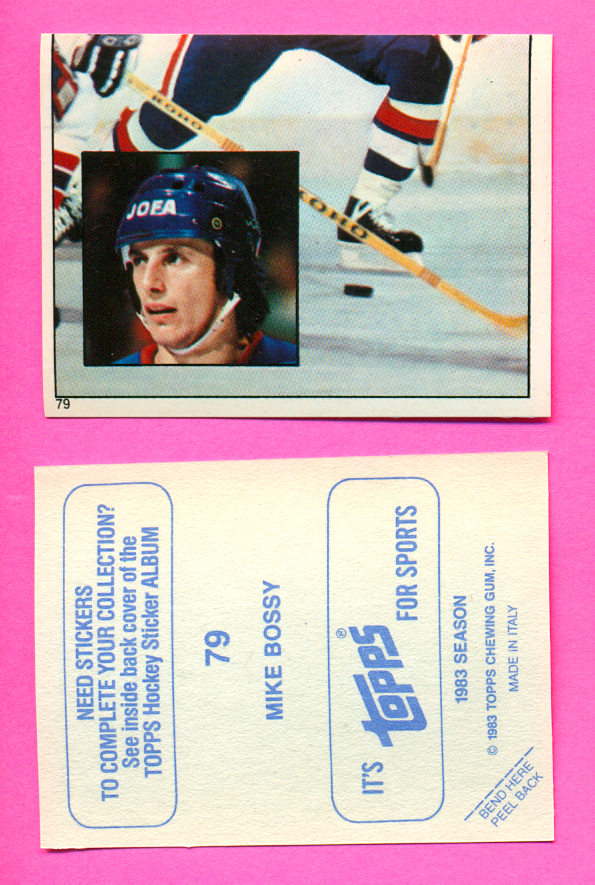 KOHO
JOFA
KOHO
79
NEED STICKERS
TO COMPLETE YOUR COLLECTION?
See inside back cover of the
TOPPS Hockey Sticker ALBUM
79
MIKE BOSSY
IT'S topps® FOR SPORTS
1983 SEASON
© 1983 TOPPS CHEWING GUM, INC.
MADE IN ITALY
BEND HERE
PEEL BACK